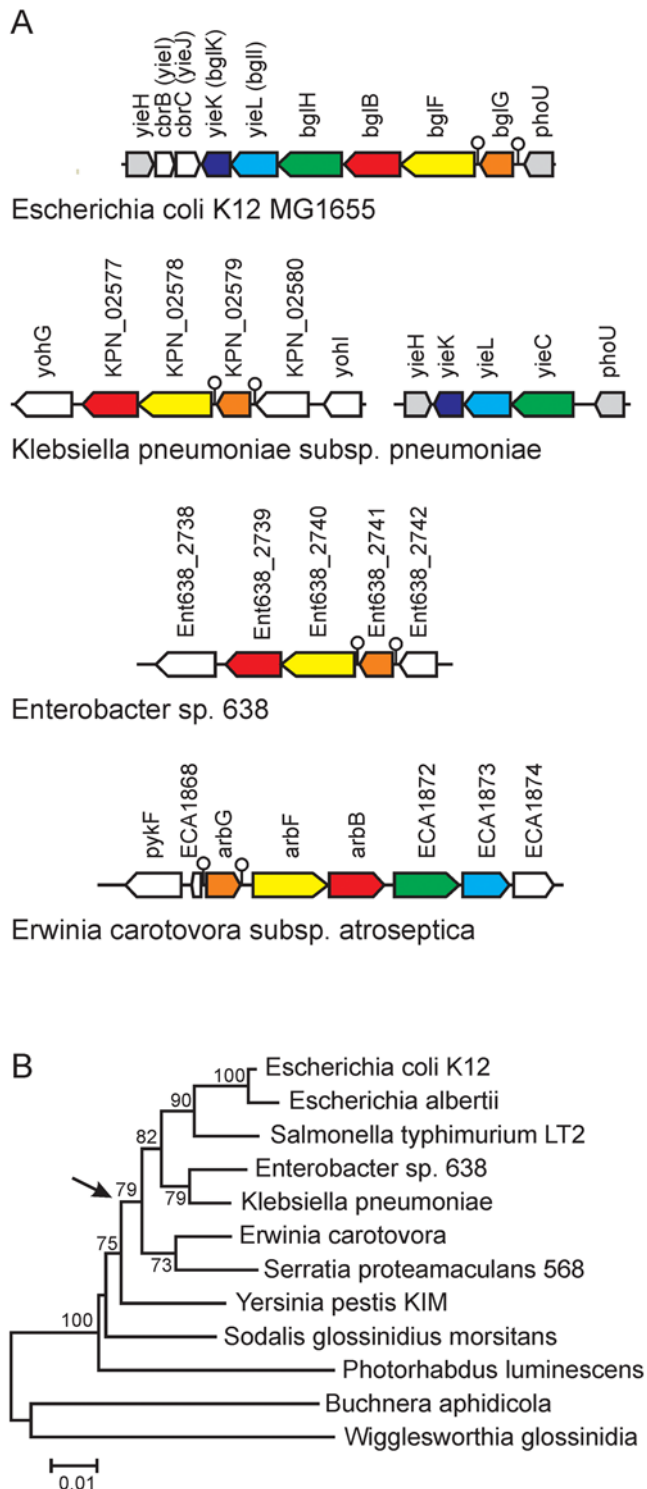 A
yieH
cbrB (yieI)
cbrC (yieJ)
yieK (bglK)
yieL (bglI)
bglH
bglB
bglF
bglG
phoU
Escherichia coli K12 MG1655
yohG
KPN_02577
KPN_02578
KPN_02579
KPN_02580
yohI
yieH
yieK
yieL
yieC
phoU
Klebsiella pneumoniae subsp. pneumoniae
Ent638_2738
Ent638_2739
Ent638_2740
Ent638_2741
Ent638_2742
Enterobacter sp. 638
pykF
ECA1868
arbG
arbF
arbB
ECA1872
ECA1873
ECA1874
Erwinia carotovora subsp. atroseptica
B
Escherichia coli K12
100
Escherichia albertii
90
Salmonella typhimurium LT2
82
Enterobacter sp. 638
79
Klebsiella pneumoniae
79
Erwinia carotovora
73
Serratia proteamaculans 568
75
Yersinia pestis KIM
Sodalis glossinidius morsitans
100
Photorhabdus luminescens
Buchnera aphidicola
Wigglesworthia glossinidia
0.01